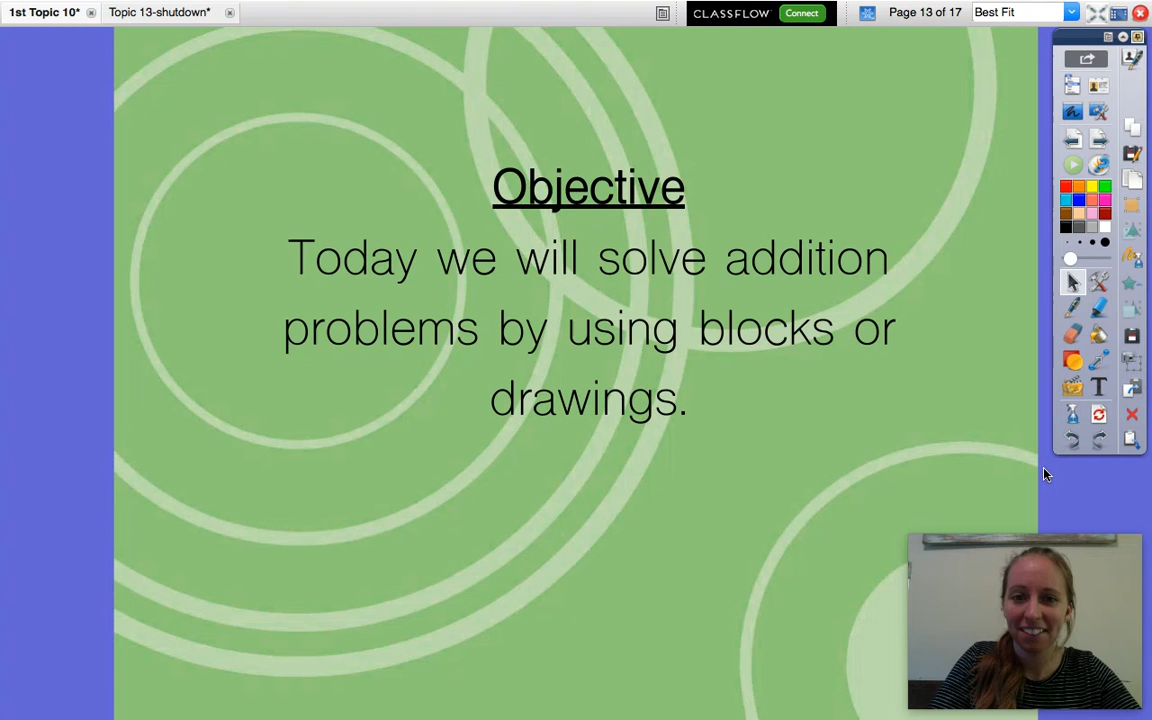 1st Topic 10* Topic 13-shutdown* CLASSFLOW Connect Page 13 of 17 Best Fit
Objective
Today we will solve addition
problems by using blocks or
drawings.
T